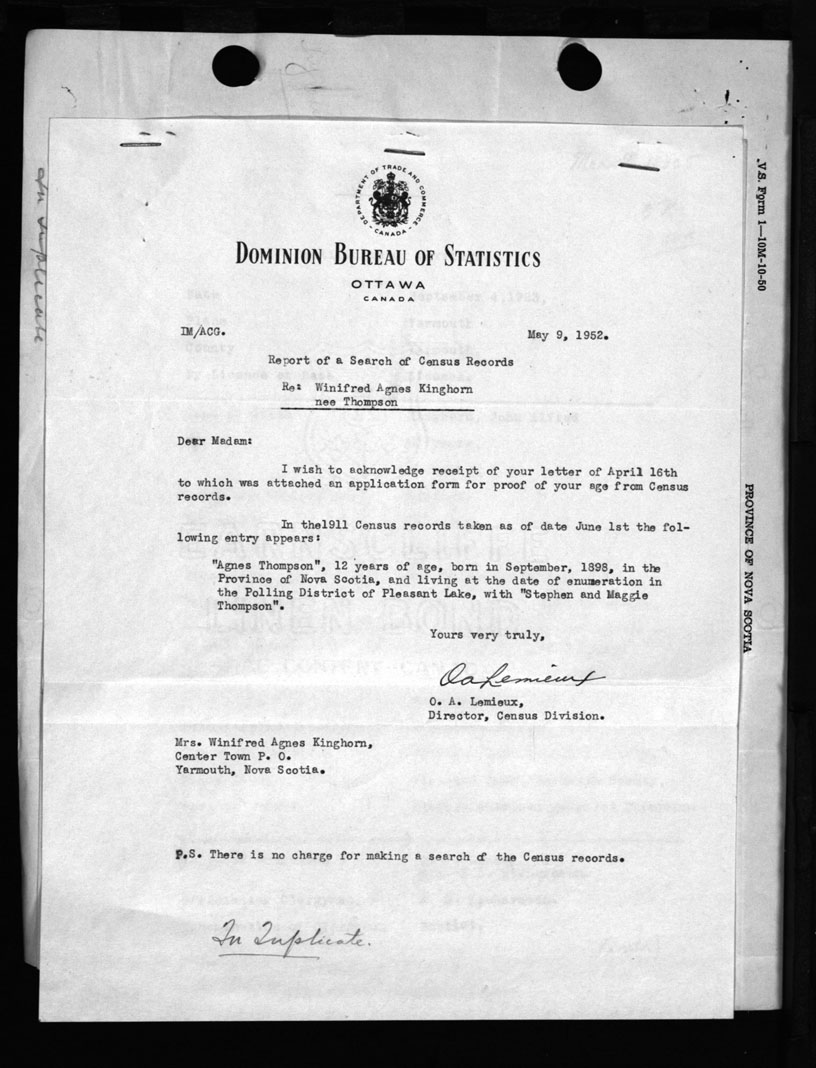 DEPARTMENT OF TRADE AND COMMERCE
CANADA
DOMINION BUREAU OF STATISTICS
OTTAWA
CANADA
IM/ACG.
May 9, 1952.
Report of a Search of Census Records
Re: Winifred Agnes Kinghorn
nee Thompson
Dear Madam:
I wish to acknowledge receipt of your letter of April 16th
to which was attached an application form for proof of your age from Census
records.
In the1911 Census records taken as of date June 1st the fol-
lowing entry appears:
"Agnes Thompson", 12 years of age, born in September, 1898, in the
Province of Nova Scotia, and living at the date of enumeration in
the Polling District of Pleasant Lake, with "Stephen and Maggie
Thompson".
Yours very truly,
OaLemieux
O. A. Lemieux,
Director, Census Division.
Mrs. Winifred Agnes Kinghorn,
Center Town P. O.
Yarmouth, Nova Scotia.
P.S. There is no charge for making a search of the Census records.
In Duplicate.
In Duplicate
V.S. Form 1—10M-10-50
PROVINCE OF NOVA SCOTIA